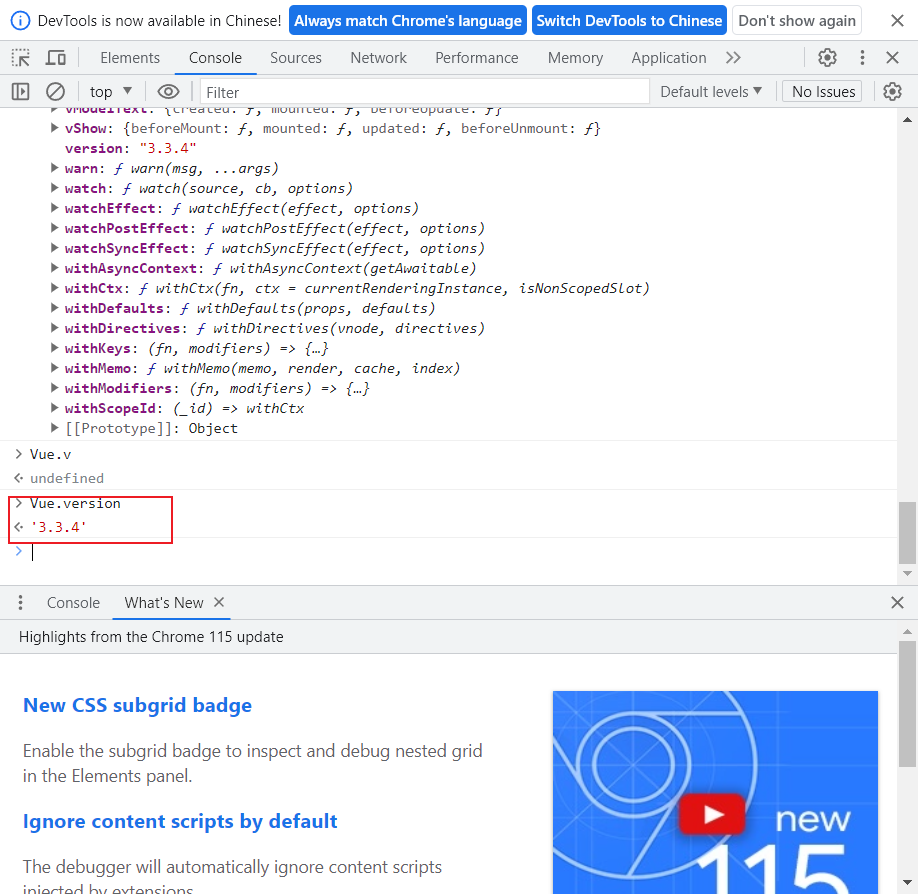 DevTools is now available in Chinese! Always match Chrome's language Switch DevTools to Chinese Don't show again
Elements Console Sources Network Performance Memory Application
top Filter Default levels No Issues
vModelText: {created: ƒ, mounted: ƒ, beforeUpdate: ƒ}
vShow: {beforeMount: ƒ, mounted: ƒ, updated: ƒ, beforeUnmount: ƒ}
version: "3.3.4"
warn: ƒ warn(msg, ...args)
watch: ƒ watch(source, cb, options)
watchEffect: ƒ watchEffect(effect, options)
watchPostEffect: ƒ watchPostEffect(effect, options)
watchSyncEffect: ƒ watchSyncEffect(effect, options)
withAsyncContext: ƒ withAsyncContext(getAwaitable)
withCtx: ƒ withCtx(fn, ctx = currentRenderingInstance, isNonScopedSlot)
withDefaults: ƒ withDefaults(props, defaults)
withDirectives: ƒ withDirectives(vnode, directives)
withKeys: (fn, modifiers) => {…}
withMemo: ƒ withMemo(memo, render, cache, index)
withModifiers: (fn, modifiers) => {…}
withScopeId: (_id) => withCtx
[[Prototype]]: Object
Vue.v
undefined
Vue.version
'3.3.4'
Console What's New
Highlights from the Chrome 115 update
New CSS subgrid badge
Enable the subgrid badge to inspect and debug nested grid
in the Elements panel.
Ignore content scripts by default
The debugger will automatically ignore content scripts
injected by extensions.
new
115